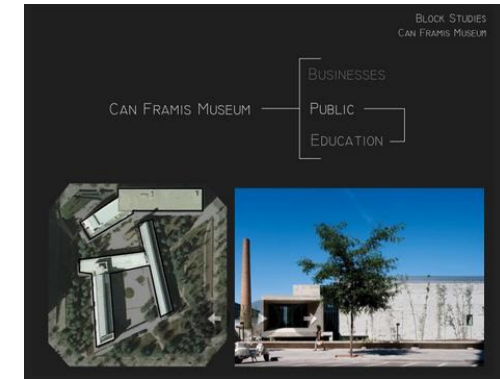 Block Studies
Can Framis Museum
Businesses
Can Framis Museum
Public
Education